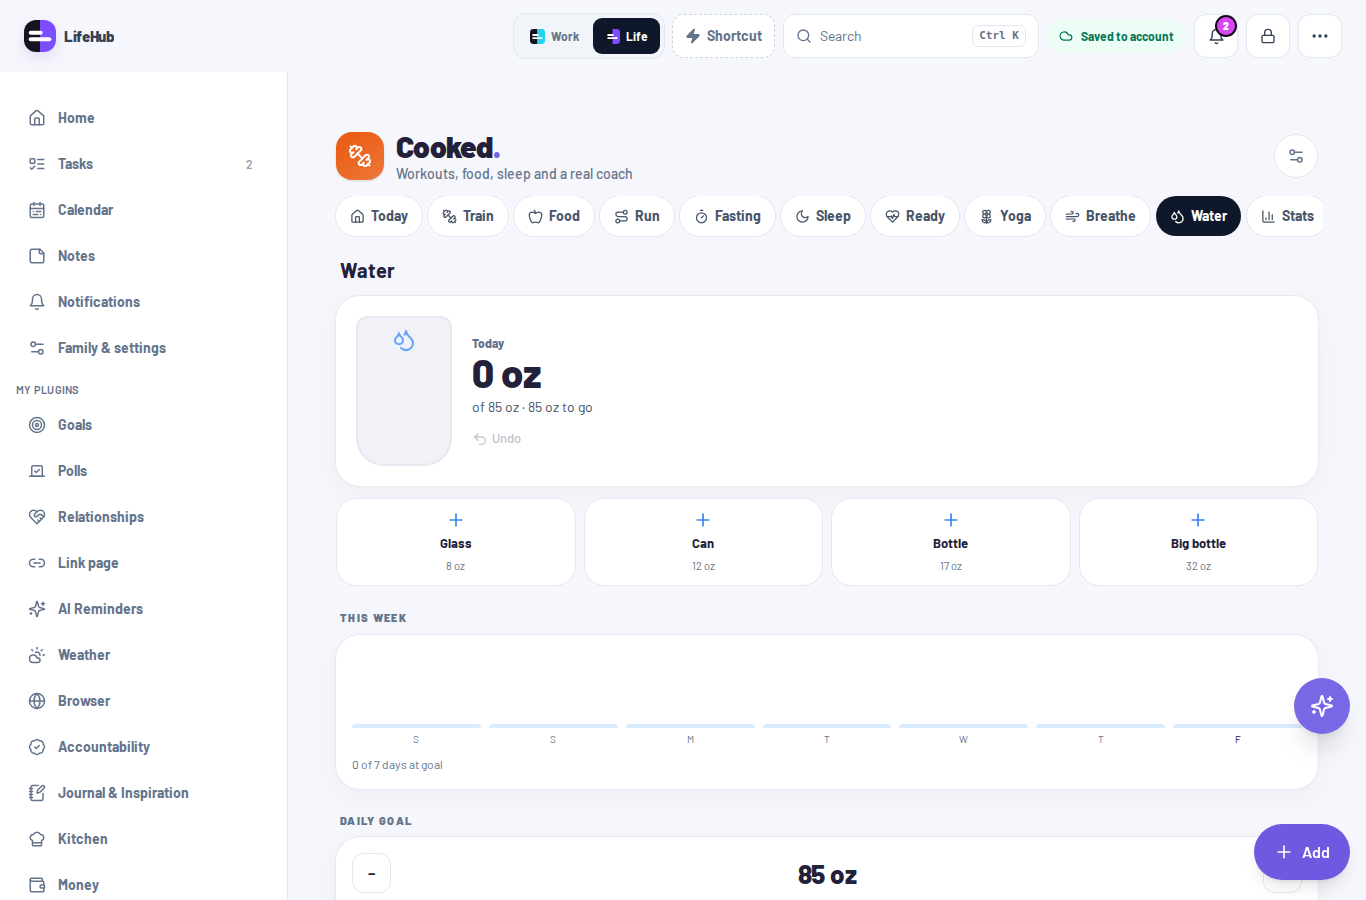 LifeHub
Work
Life
Shortcut
Search
Ctrl K
Saved to account
2
Home
Tasks
2
Calendar
Notes
Notifications
Family & settings
MY PLUGINS
Goals
Polls
Relationships
Link page
AI Reminders
Weather
Browser
Accountability
Journal & Inspiration
Kitchen
Money
Cooked.
Workouts, food, sleep and a real coach
Today
Train
Food
Run
Fasting
Sleep
Ready
Yoga
Breathe
Water
Stats
Water
Today
0 oz
of 85 oz · 85 oz to go
Undo
Glass
8 oz
Can
12 oz
Bottle
17 oz
Big bottle
32 oz
THIS WEEK
S
S
M
T
W
T
F
0 of 7 days at goal
DAILY GOAL
-
85 oz
Add